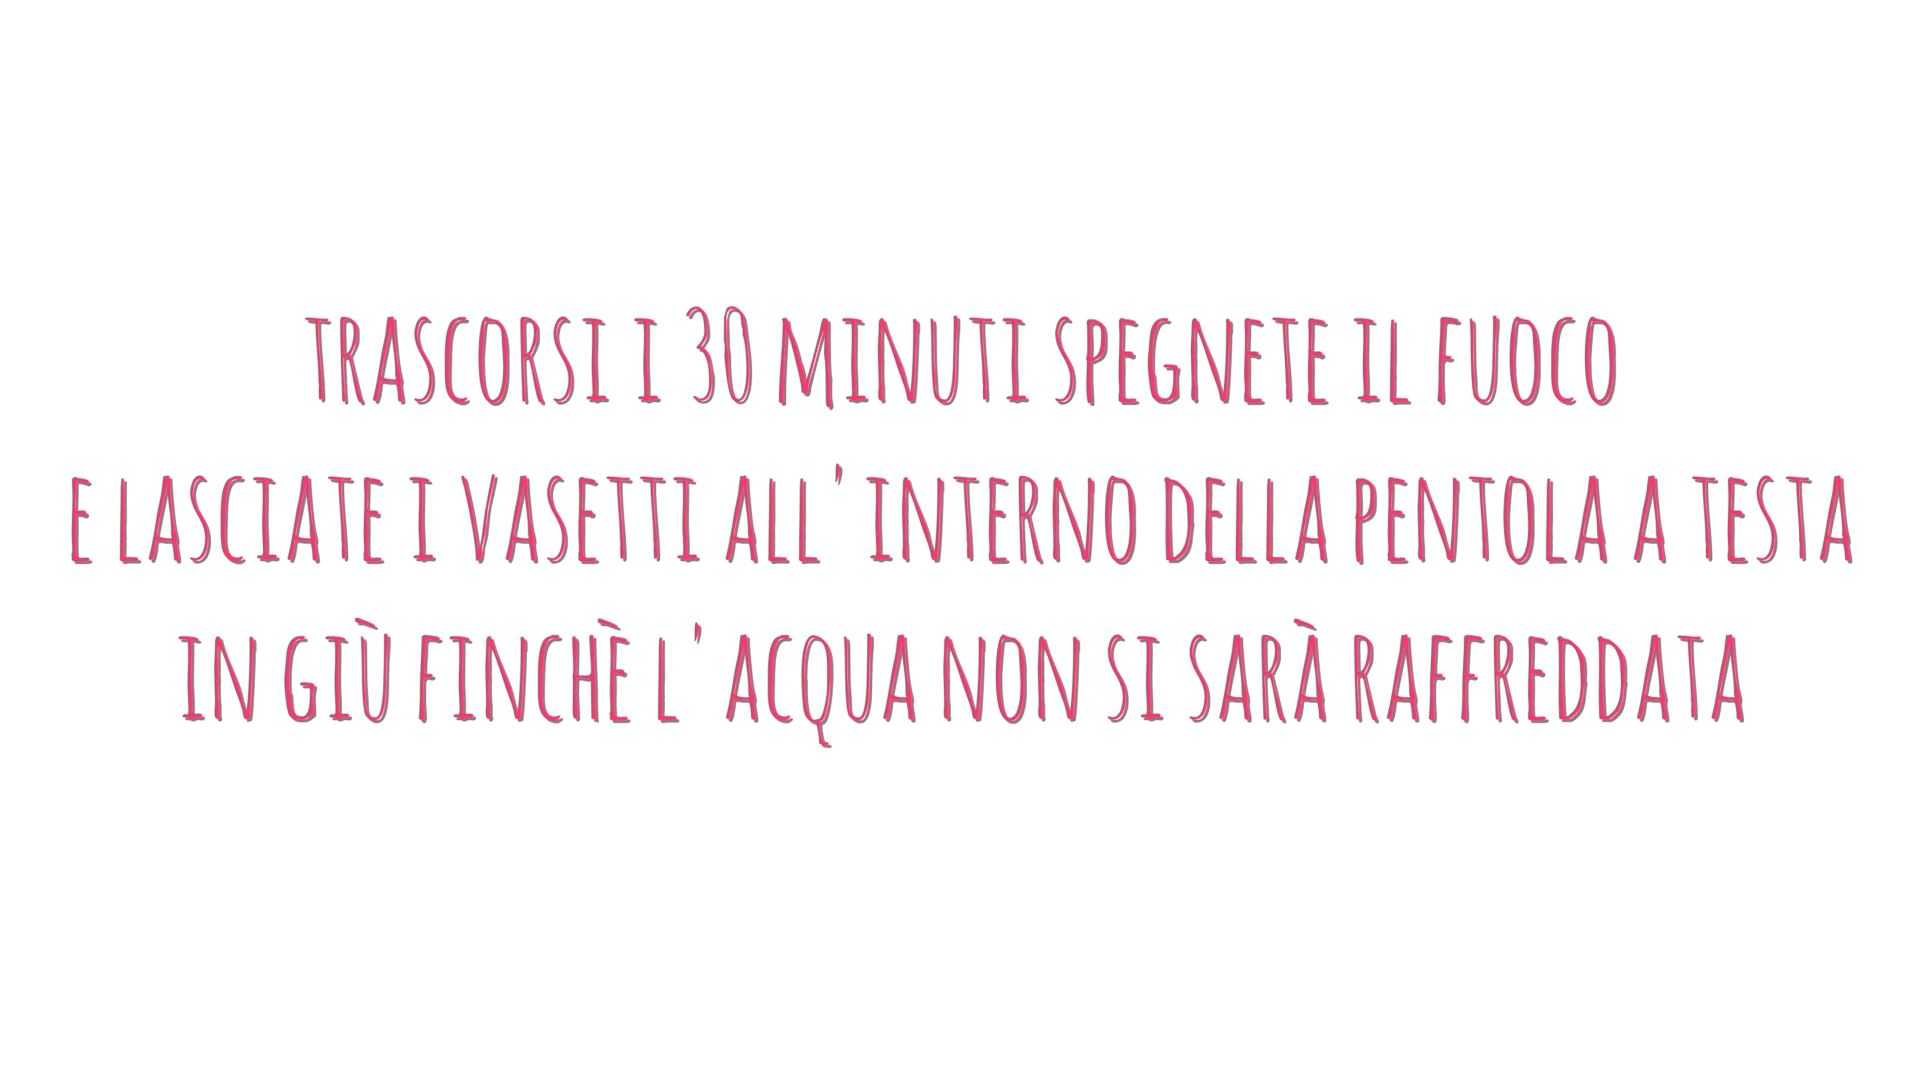 TRASCORSI I 30 MINUTI SPEGNETE IL FUOCO
E LASCIATE I VASETTI ALL'INTERNO DELLA PENTOLA A TESTA
IN GIÙ FINCHÈ L'ACQUA NON SI SARÀ RAFFREDDATA